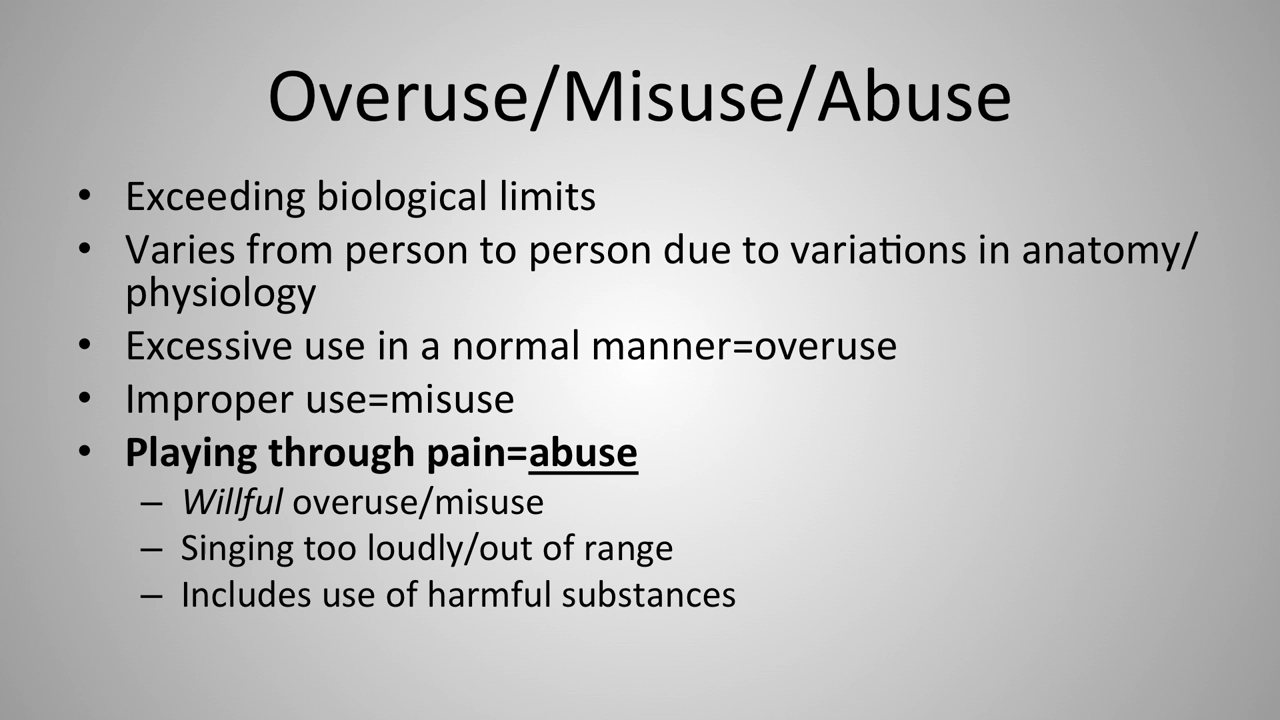 Overuse/Misuse/Abuse
• Exceeding biological limits
• Varies from person to person due to variations in anatomy/
physiology
• Excessive use in a normal manner=overuse
• Improper use=misuse
• Playing through pain=abuse
– Willful overuse/misuse
– Singing too loudly/out of range
– Includes use of harmful substances